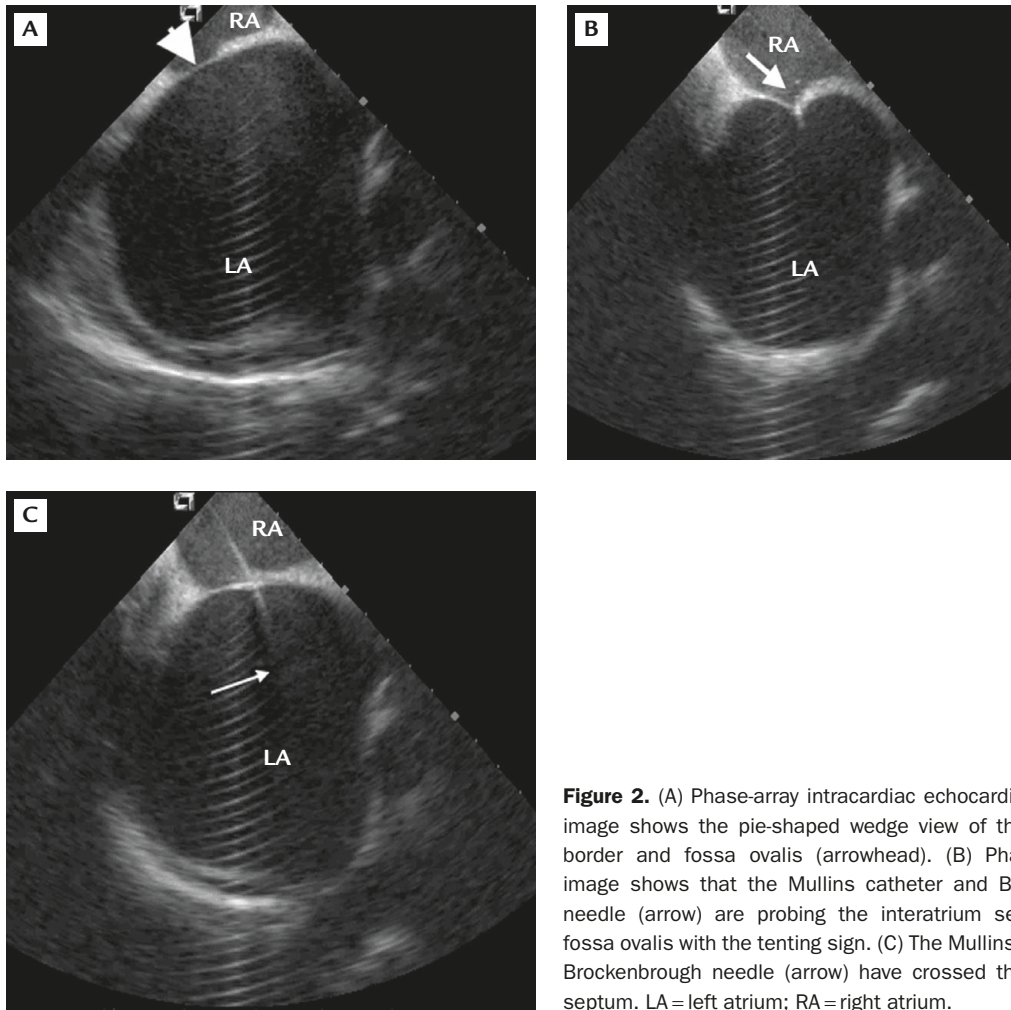 A
RA
LA
B
RA
LA
C
RA
LA
Figure 2. (A) Phase-array intracardiac echocardi
image shows the pie-shaped wedge view of th
border and fossa ovalis (arrowhead). (B) Pha
image shows that the Mullins catheter and B
needle (arrow) are probing the interatrium se
fossa ovalis with the tenting sign. (C) The Mullins
Brockenbrough needle (arrow) have crossed th
septum. LA = left atrium; RA = right atrium.